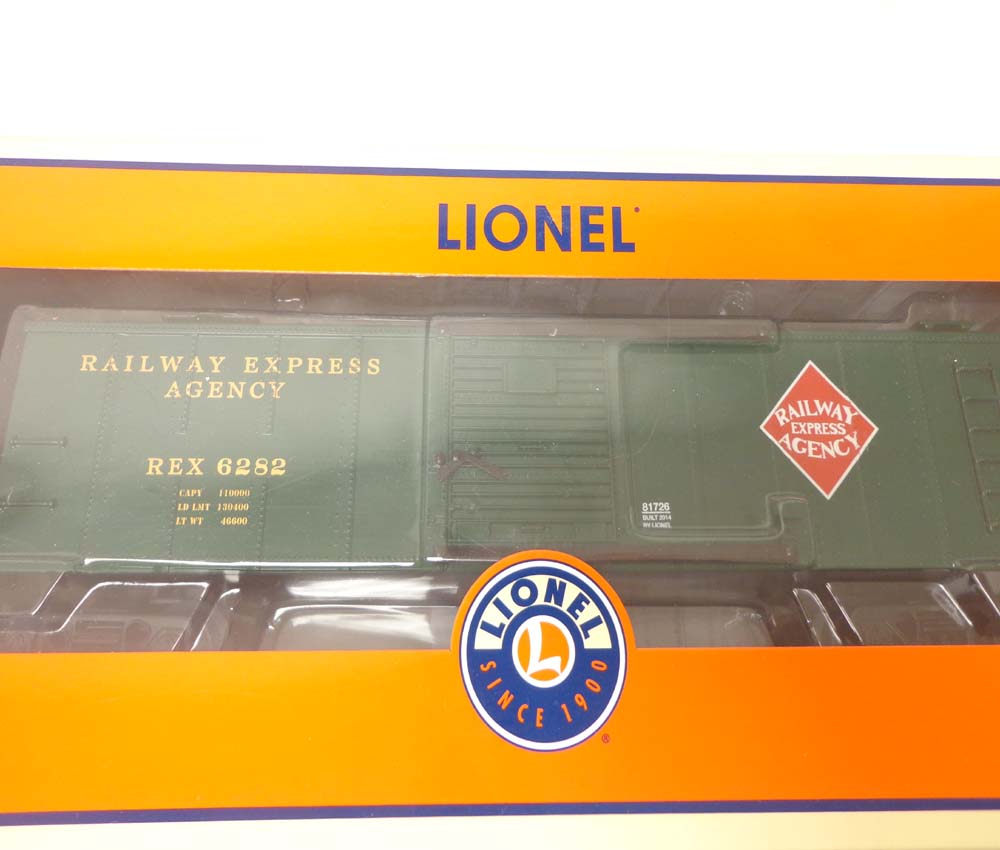 LIONEL
RAILWAY EXPRESS
AGENCY
REX 6282
CAPY 110000
LD LMT 130400
LT WT 46600
RAILWAY
EXPRESS
AGENCY
81726
BUILT 2014
BY LIONEL
LIONEL
L
SINCE 1900
®